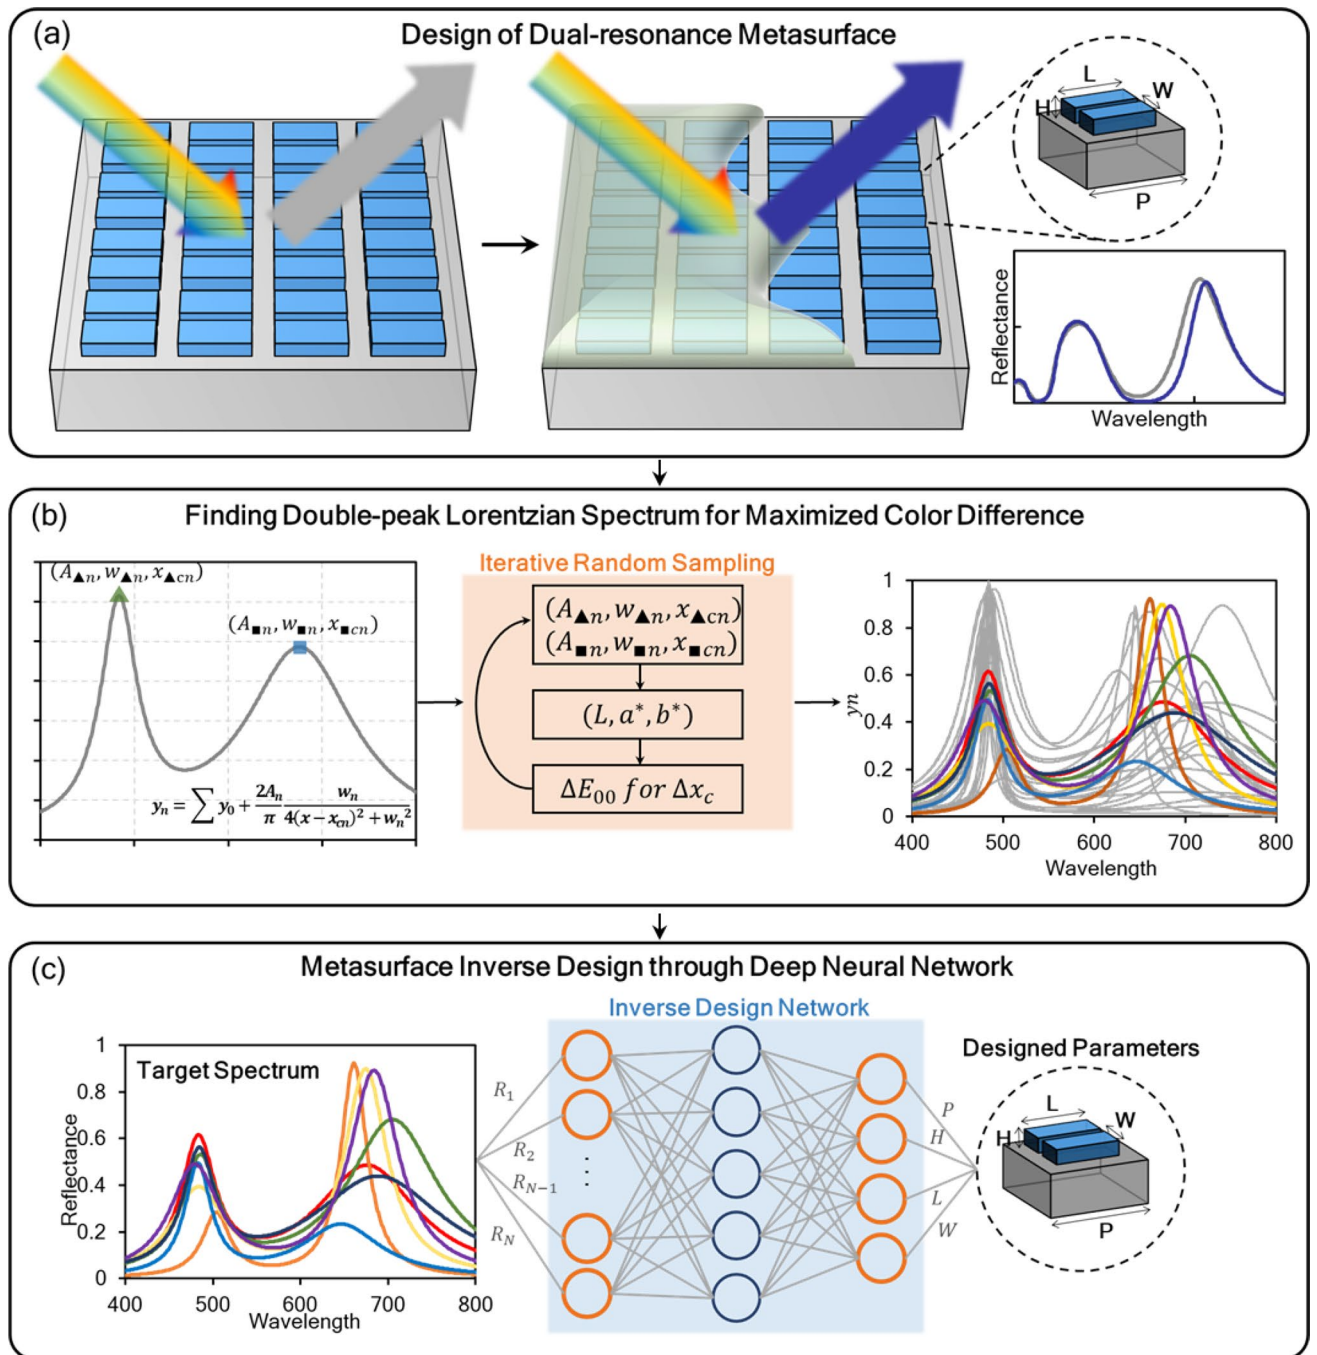 (a)
Design of Dual-resonance Metasurface
L
W
H
P
Reflectance
Wavelength
(b)
Finding Double-peak Lorentzian Spectrum for Maximized Color Difference
(A▲n, w▲n, x▲cn)
(A■n, w■n, x■cn)
yn = ∑ y0 + 2An/π wn/4(x−xcn)² + wn²
Iterative Random Sampling
(A▲n, w▲n, x▲cn)
(A■n, w■n, x■cn)
(L, a*, b*)
ΔE00 for Δxc
yn
1
0.8
0.6
0.4
0.2
0
400 500 600 700 800
Wavelength
(c)
Metasurface Inverse Design through Deep Neural Network
Target Spectrum
Reflectance
1
0.8
0.6
0.4
0.2
0
400 500 600 700 800
Wavelength
Inverse Design Network
R1
R2
⋮
RN−1
RN
P
H
L
W
Designed Parameters
L
W
H
P